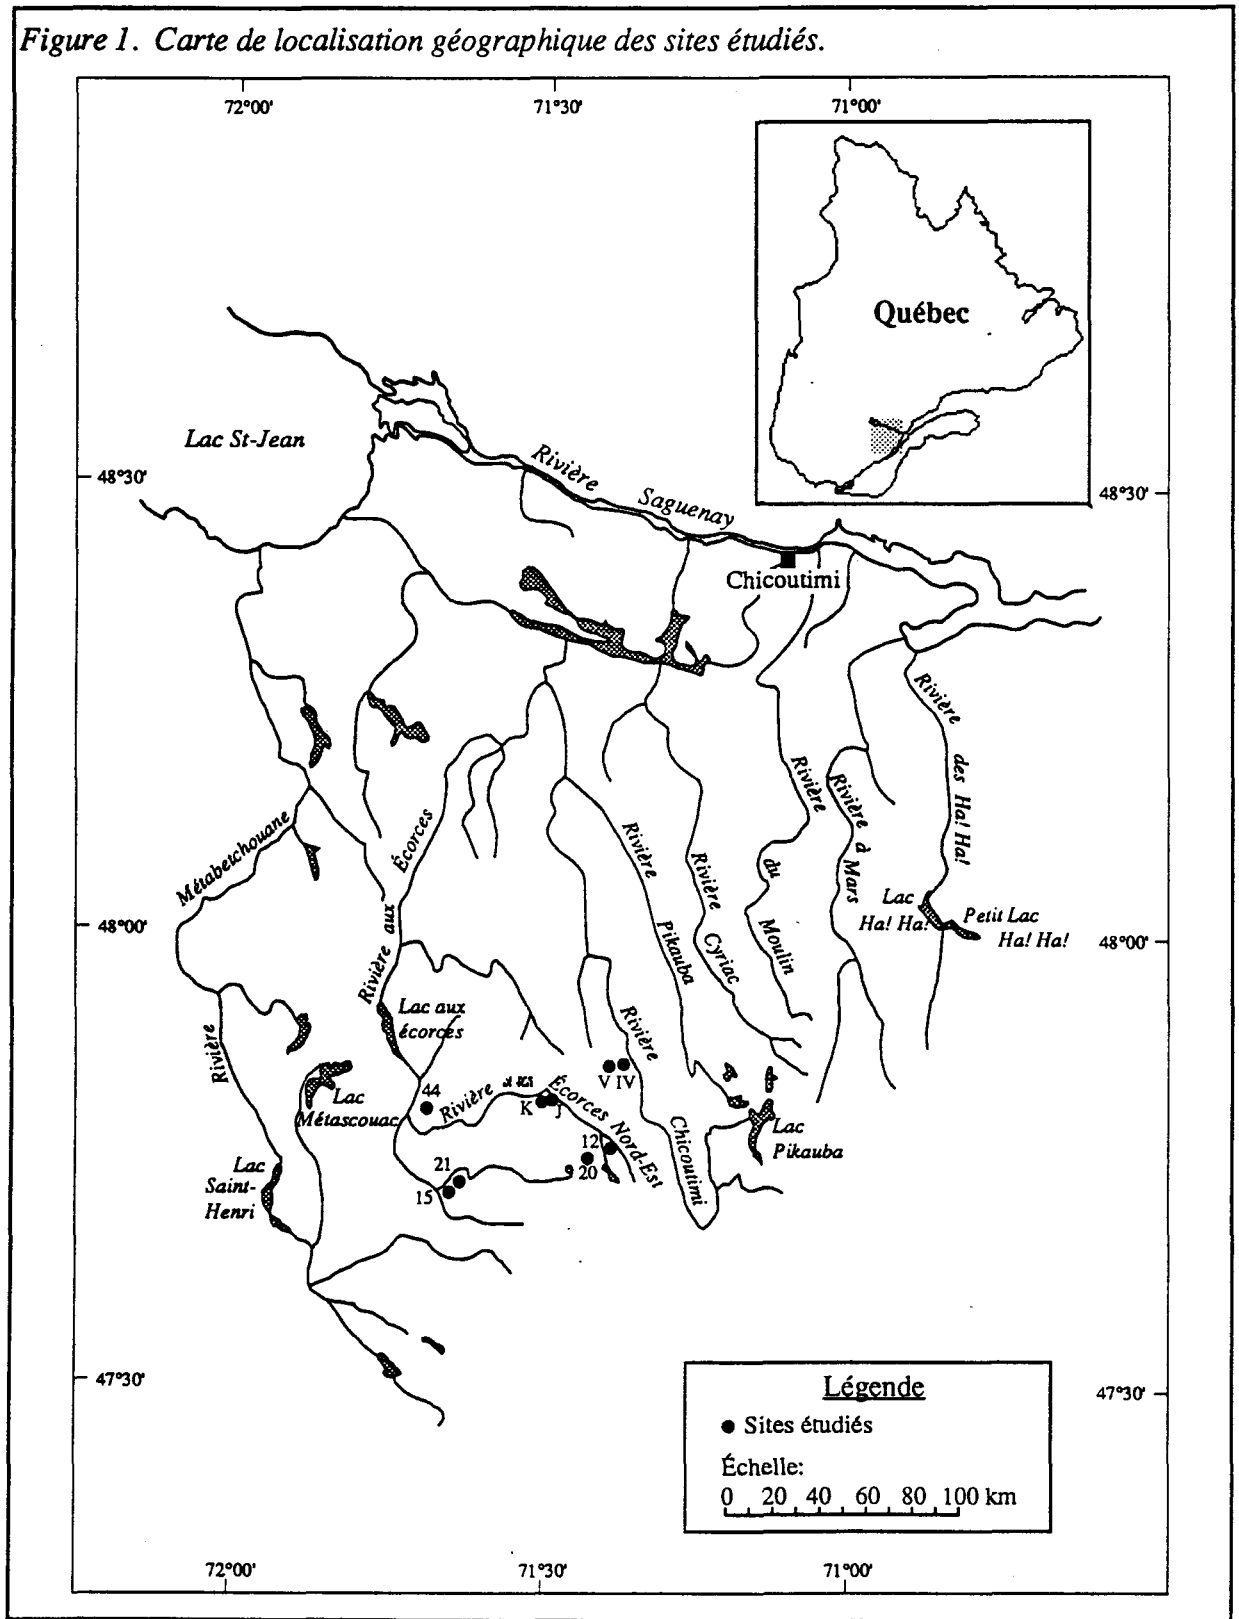 Figure 1. Carte de localisation géographique des sites étudiés.
72°00'
71°30'
71°00'
Québec
Lac St-Jean
Rivière
Saguenay
48°30'
48°30'
Chicoutimi
Rivière
des Ha! Ha!
Rivière
du
Moulin
Rivière à Mars
Métabetchouane
Écorces
Rivière aux
Rivière
Pikauba
Rivière
Cyriac
Lac
Ha! Ha!
Petit Lac
Ha! Ha!
48°00'
48°00'
Lac aux
écorces
Rivière
Rivière
Chicoutimi
V IV
Lac
Métascouac
44
Rivière
Écorces Nord-Est
K J
12
20
Lac
Pikauba
21
15
Lac
Saint-
Henri
47°30'
47°30'
Légende
Sites étudiés
Échelle:
0 20 40 60 80 100 km
72°00'
71°30'
71°00'